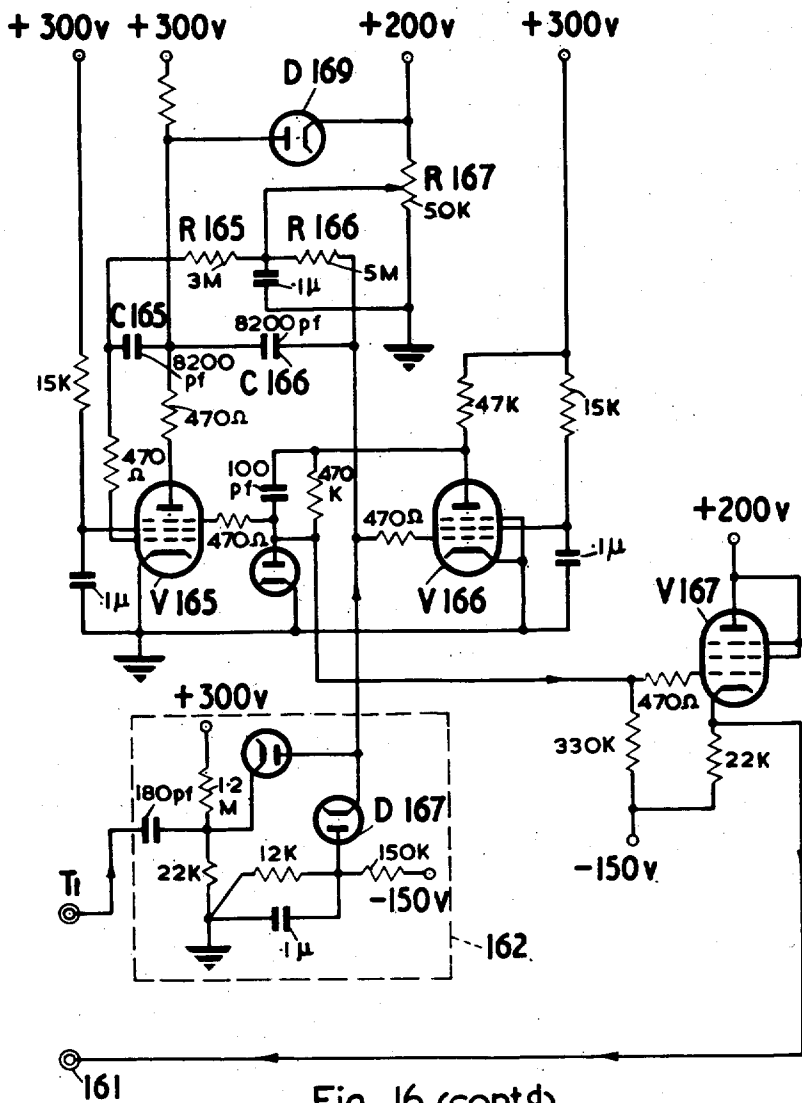 + 300v +300v +200v +300v
D 169
R 167
50K
R 165 R 166
3M 5M
.1μ
C 165 8200 pf
8200 pf C 166
15K 470Ω 47K 15K
470 Ω
100 pf 470 K
470Ω 470Ω
.1μ V 165 V 166 .1μ
+200v
V 167
470Ω
330K 22K
-150v
+300v
180pf 1.2 M
D 167
22K 12K 150K
-150v
T1
.1μ
162
161
Fig. 16 (contd)